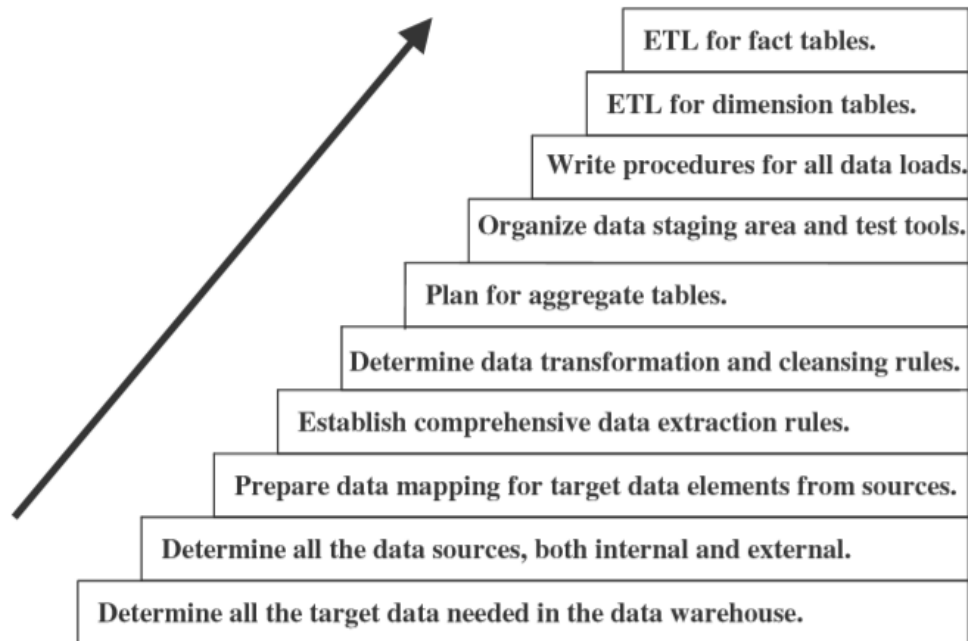 ETL for fact tables.
ETL for dimension tables.
Write procedures for all data loads.
Organize data staging area and test tools.
Plan for aggregate tables.
Determine data transformation and cleansing rules.
Establish comprehensive data extraction rules.
Prepare data mapping for target data elements from sources.
Determine all the data sources, both internal and external.
Determine all the target data needed in the data warehouse.